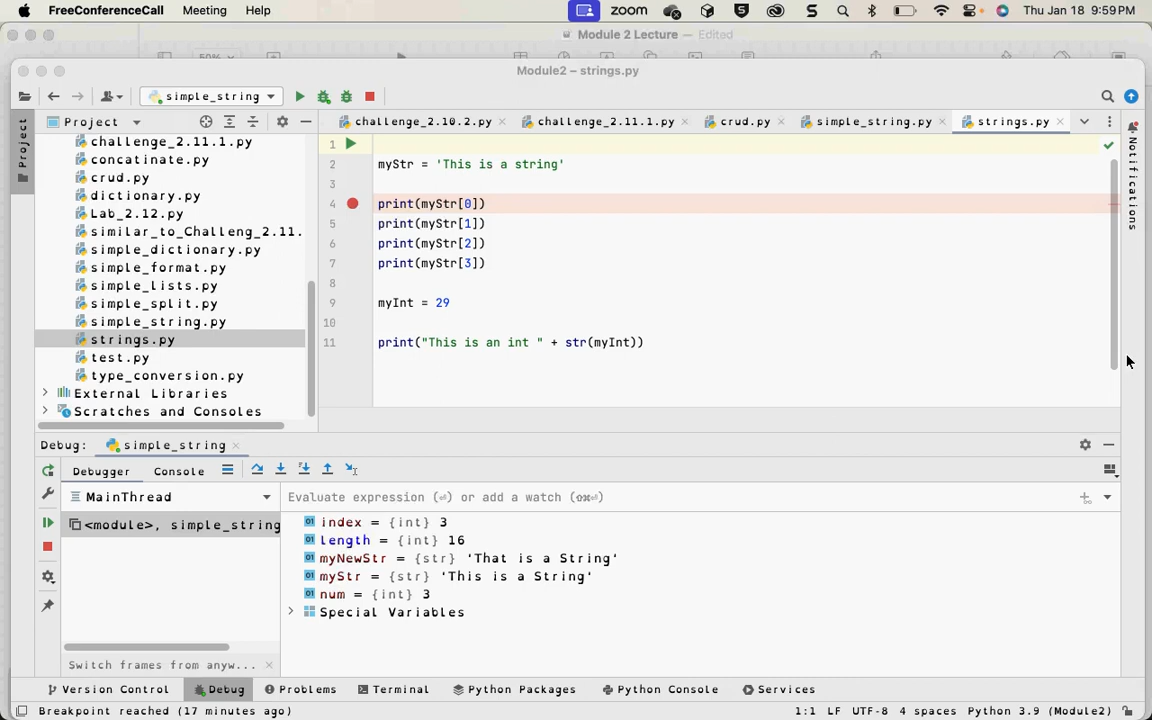 FreeConferenceCall Meeting Help zoom Thu Jan 18 9:59 PM
Module 2 Lecture — Edited
50%
Module2 – strings.py
simple_string
Project
challenge_2.10.2.py challenge_2.11.1.py crud.py simple_string.py strings.py
Project
Notifications
challenge_2.11.1.py
concatinate.py
crud.py
dictionary.py
Lab_2.12.py
similar_to_Challeng_2.11.
simple_dictionary.py
simple_format.py
simple_lists.py
simple_split.py
simple_string.py
strings.py
test.py
type_conversion.py
External Libraries
Scratches and Consoles
1
2 myStr = 'This is a string'
3
4 print(myStr[0])
5 print(myStr[1])
6 print(myStr[2])
7 print(myStr[3])
8
9 myInt = 29
10
11 print("This is an int " + str(myInt))
Debug: simple_string
Debugger Console
MainThread
Evaluate expression (⏎) or add a watch (⇧⌘⏎)
<module>, simple_string
index = {int} 3
length = {int} 16
myNewStr = {str} 'That is a String'
myStr = {str} 'This is a String'
num = {int} 3
Special Variables
Switch frames from anyw...
Version Control Debug Problems Terminal Python Packages Python Console Services
Breakpoint reached (17 minutes ago) 1:1 LF UTF-8 4 spaces Python 3.9 (Module2)